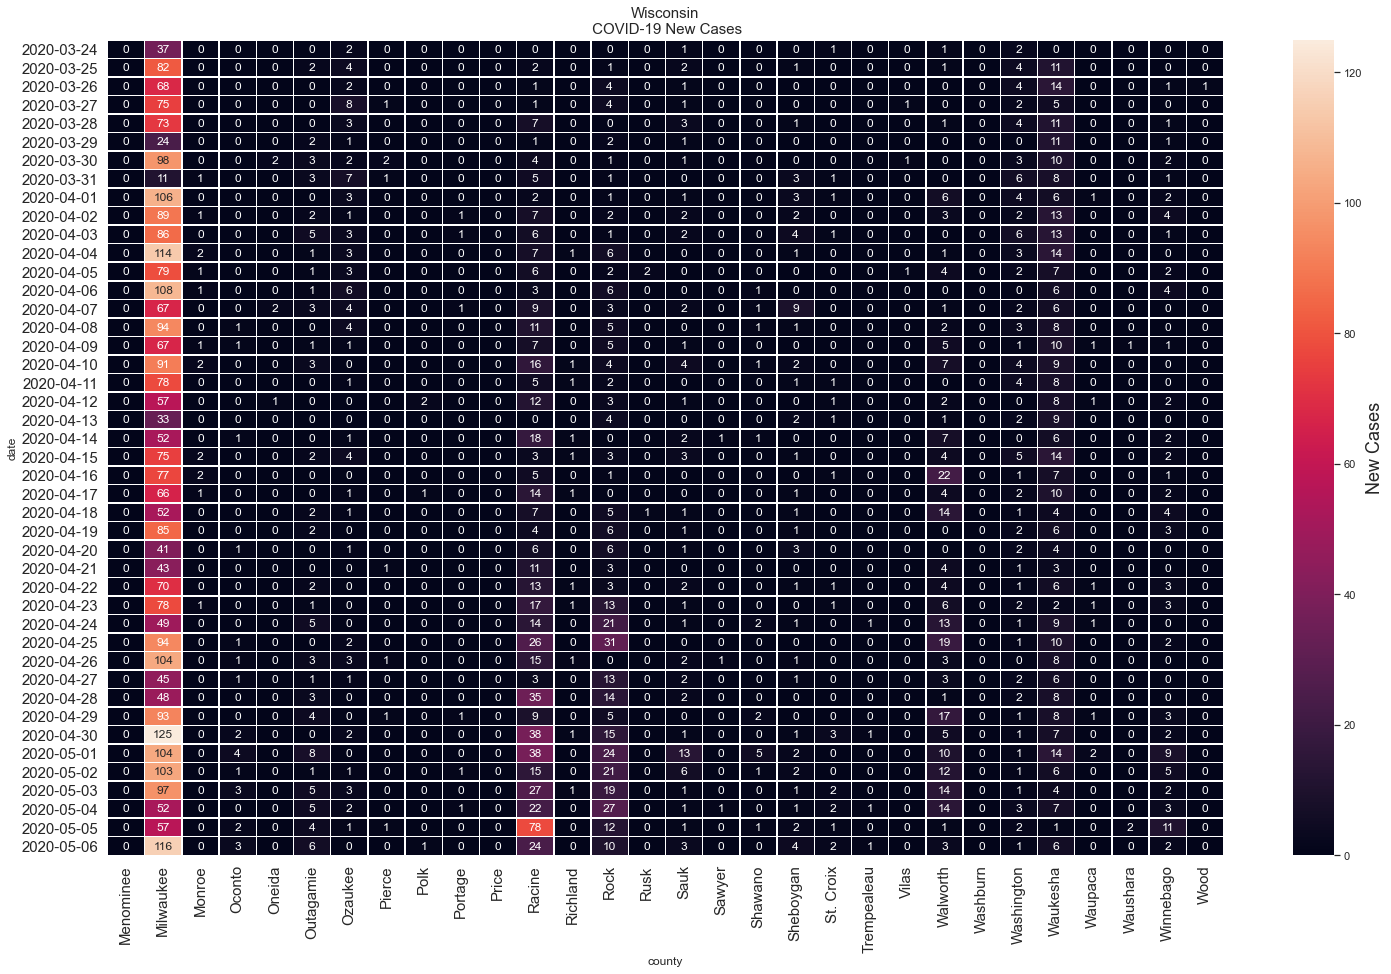 Wisconsin
COVID-19 New Cases
2020-03-24 0 37 0 0 0 0 2 0 0 0 0 0 0 0 0 1 0 0 0 1 0 0 1 0 2 0 0 0 0 0
2020-03-25 0 82 0 0 0 2 4 0 0 0 0 2 0 1 0 2 0 0 1 0 0 0 1 0 4 11 0 0 0 0
2020-03-26 0 68 0 0 0 0 2 0 0 0 0 1 0 4 0 1 0 0 0 0 0 0 0 0 4 14 0 0 1 1
2020-03-27 0 75 0 0 0 0 8 1 0 0 0 1 0 4 0 1 0 0 0 0 0 1 0 0 2 5 0 0 0 0
2020-03-28 0 73 0 0 0 0 3 0 0 0 0 7 0 0 0 3 0 0 1 0 0 0 1 0 4 11 0 0 1 0
2020-03-29 0 24 0 0 0 2 1 0 0 0 0 1 0 2 0 1 0 0 0 0 0 0 0 0 0 11 0 0 1 0
2020-03-30 0 98 0 0 2 3 2 2 0 0 0 4 0 1 0 1 0 0 0 0 0 1 0 0 3 10 0 0 2 0
2020-03-31 0 11 1 0 0 3 7 1 0 0 0 5 0 1 0 0 0 0 3 1 0 0 0 0 6 8 0 0 1 0
2020-04-01 0 106 0 0 0 0 3 0 0 0 0 2 0 1 0 1 0 0 3 1 0 0 6 0 4 6 1 0 2 0
2020-04-02 0 89 1 0 0 2 1 0 0 1 0 7 0 2 0 2 0 0 2 0 0 0 3 0 2 13 0 0 4 0
2020-04-03 0 86 0 0 0 5 3 0 0 1 0 6 0 1 0 2 0 0 4 1 0 0 0 0 6 13 0 0 1 0
2020-04-04 0 114 2 0 0 1 3 0 0 0 0 7 1 6 0 0 0 0 1 0 0 0 1 0 3 14 0 0 0 0
2020-04-05 0 79 1 0 0 1 3 0 0 0 0 6 0 2 2 0 0 0 0 0 0 1 4 0 2 7 0 0 2 0
2020-04-06 0 108 1 0 0 1 6 0 0 0 0 3 0 6 0 0 0 1 0 0 0 0 0 0 0 6 0 0 4 0
2020-04-07 0 67 0 0 2 3 4 0 0 1 0 9 0 3 0 2 0 1 9 0 0 0 1 0 2 6 0 0 0 0
2020-04-08 0 94 0 1 0 0 4 0 0 0 0 11 0 5 0 0 0 1 1 0 0 0 2 0 3 8 0 0 0 0
2020-04-09 0 67 1 1 0 1 1 0 0 0 0 7 0 5 0 1 0 0 0 0 0 0 5 0 1 10 1 1 1 0
2020-04-10 0 91 2 0 0 3 0 0 0 0 0 16 1 4 0 4 0 1 2 0 0 0 7 0 4 9 0 0 0 0
2020-04-11 0 78 0 0 0 0 1 0 0 0 0 5 1 2 0 0 0 0 1 1 0 0 0 0 4 8 0 0 0 0
2020-04-12 0 57 0 0 1 0 0 0 2 0 0 12 0 3 0 1 0 0 0 1 0 0 2 0 0 8 1 0 2 0
2020-04-13 0 33 0 0 0 0 0 0 0 0 0 0 0 4 0 0 0 0 2 1 0 0 1 0 2 9 0 0 0 0
2020-04-14 0 52 0 1 0 0 1 0 0 0 0 18 1 0 0 2 1 1 0 0 0 0 7 0 0 6 0 0 2 0
2020-04-15 0 75 2 0 0 2 4 0 0 0 0 3 1 3 0 3 0 0 1 0 0 0 4 0 5 14 0 0 2 0
2020-04-16 0 77 2 0 0 0 0 0 0 0 0 5 0 1 0 0 0 0 0 1 0 0 22 0 1 7 0 0 1 0
2020-04-17 0 66 1 0 0 0 1 0 1 0 0 14 1 0 0 0 0 0 1 0 0 0 4 0 2 10 0 0 2 0
2020-04-18 0 52 0 0 0 2 1 0 0 0 0 7 0 5 1 1 0 0 1 0 0 0 14 0 1 4 0 0 4 0
2020-04-19 0 85 0 0 0 2 0 0 0 0 0 4 0 6 0 1 0 0 1 0 0 0 0 0 2 6 0 0 3 0
2020-04-20 0 41 0 1 0 0 1 0 0 0 0 6 0 6 0 1 0 0 3 0 0 0 0 0 2 4 0 0 0 0
2020-04-21 0 43 0 0 0 0 0 1 0 0 0 11 0 3 0 0 0 0 0 0 0 0 4 0 1 3 0 0 0 0
2020-04-22 0 70 0 0 0 2 0 0 0 0 0 13 1 3 0 2 0 0 1 1 0 0 4 0 1 6 1 0 3 0
2020-04-23 0 78 1 0 0 1 0 0 0 0 0 17 1 13 0 1 0 0 0 1 0 0 6 0 2 2 1 0 3 0
2020-04-24 0 49 0 0 0 5 0 0 0 0 0 14 0 21 0 1 0 2 1 0 1 0 13 0 1 9 1 0 0 0
2020-04-25 0 94 0 1 0 0 2 0 0 0 0 26 0 31 0 0 0 0 0 0 0 0 19 0 1 10 0 0 2 0
2020-04-26 0 104 0 1 0 3 3 1 0 0 0 15 1 0 0 2 1 0 1 0 0 0 3 0 0 8 0 0 0 0
2020-04-27 0 45 0 1 0 1 1 0 0 0 0 3 0 13 0 2 0 0 1 0 0 0 3 0 2 6 0 0 0 0
2020-04-28 0 48 0 0 0 3 0 0 0 0 0 35 0 14 0 2 0 0 0 0 0 0 1 0 2 8 0 0 0 0
2020-04-29 0 93 0 0 0 4 0 1 0 1 0 9 0 5 0 0 0 2 0 0 0 0 17 0 1 8 1 0 3 0
2020-04-30 0 125 0 2 0 0 2 0 0 0 0 38 1 15 0 1 0 0 1 3 1 0 5 0 1 7 0 0 2 0
2020-05-01 0 104 0 4 0 8 0 0 0 0 0 38 0 24 0 13 0 5 2 0 0 0 10 0 1 14 2 0 9 0
2020-05-02 0 103 0 1 0 1 1 0 0 1 0 15 0 21 0 6 0 1 2 0 0 0 12 0 1 6 0 0 5 0
2020-05-03 0 97 0 3 0 5 3 0 0 0 0 27 1 19 0 1 0 0 1 2 0 0 14 0 1 4 0 0 2 0
2020-05-04 0 52 0 0 0 5 2 0 0 1 0 22 0 27 0 1 1 0 1 2 1 0 14 0 3 7 0 0 3 0
2020-05-05 0 57 0 2 0 4 1 1 0 0 0 78 0 12 0 1 0 1 2 1 0 0 1 0 2 1 0 2 11 0
2020-05-06 0 116 0 3 0 6 0 0 1 0 0 24 0 10 0 3 0 0 4 2 1 0 3 0 1 6 0 0 2 0
date
Menominee Milwaukee Monroe Oconto Oneida Outagamie Ozaukee Pierce Polk Portage Price Racine Richland Rock Rusk Sauk Sawyer Shawano Sheboygan St. Croix Trempealeau Vilas Walworth Washburn Washington Waukesha Waupaca Waushara Winnebago Wood
county
120
100
80
60
40
20
0
New Cases